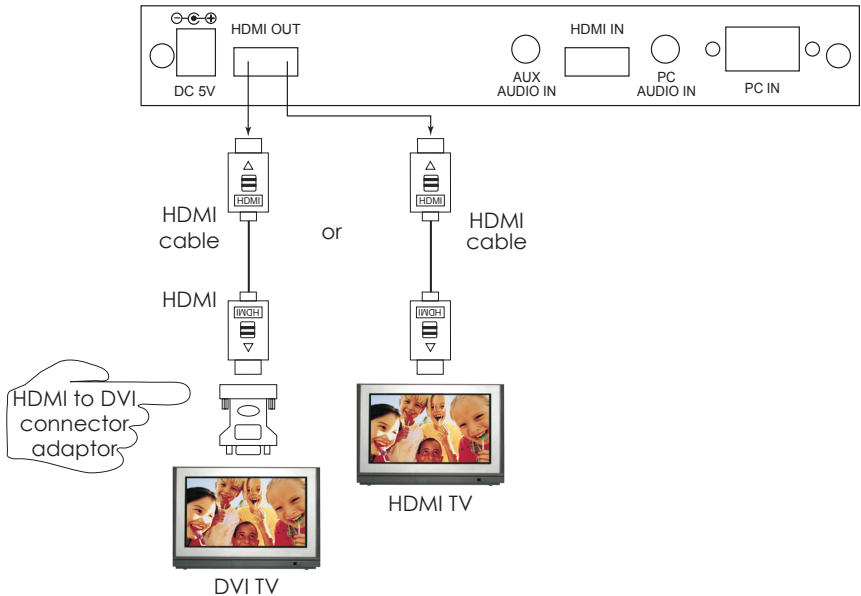 HDMI OUT
HDMI IN
DC 5V
AUX
AUDIO IN
PC
AUDIO IN
PC IN
HDMI
HDMI
HDMI
cable
or
HDMI
cable
HDMI
HDMI
HDMI
HDMI to DVI
connector
adaptor
HDMI TV
DVI TV